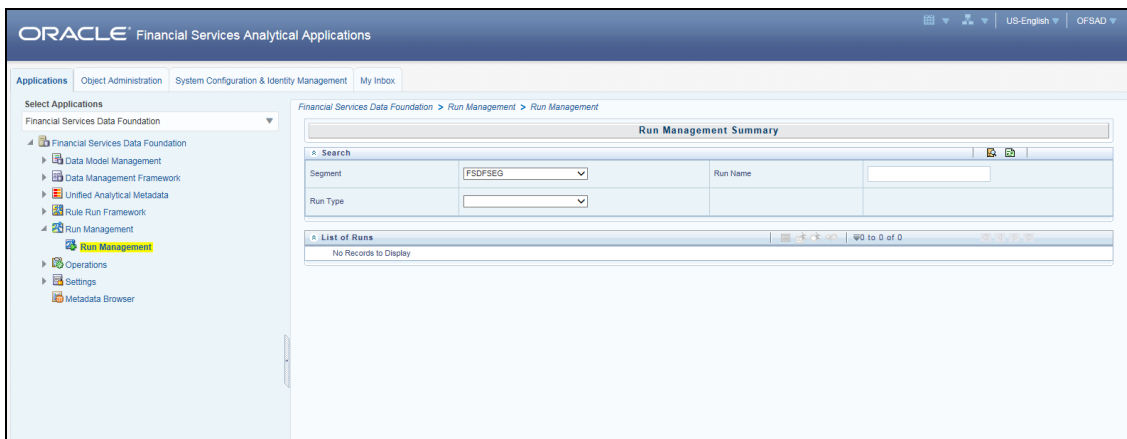 US-English OFSAD
ORACLE® Financial Services Analytical Applications
Applications Object Administration System Configuration & Identity Management My Inbox
Select Applications
Financial Services Data Foundation
Financial Services Data Foundation
Data Model Management
Data Management Framework
Unified Analytical Metadata
Rule Run Framework
Run Management
Run Management
Operations
Settings
Metadata Browser
Financial Services Data Foundation > Run Management > Run Management
Run Management Summary
Search
Segment FSDFSEG Run Name
Run Type
List of Runs 0 to 0 of 0
No Records to Display